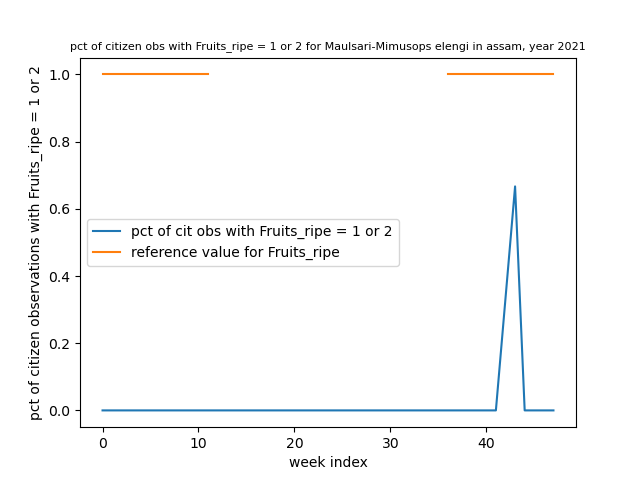 pct of citizen obs with Fruits_ripe = 1 or 2 for Maulsari-Mimusops elengi in assam, year 2021
pct of citizen observations with Fruits_ripe = 1 or 2
1.0
0.8
0.6
0.4
0.2
0.0
pct of cit obs with Fruits_ripe = 1 or 2
reference value for Fruits_ripe
0
10
20
30
40
week index